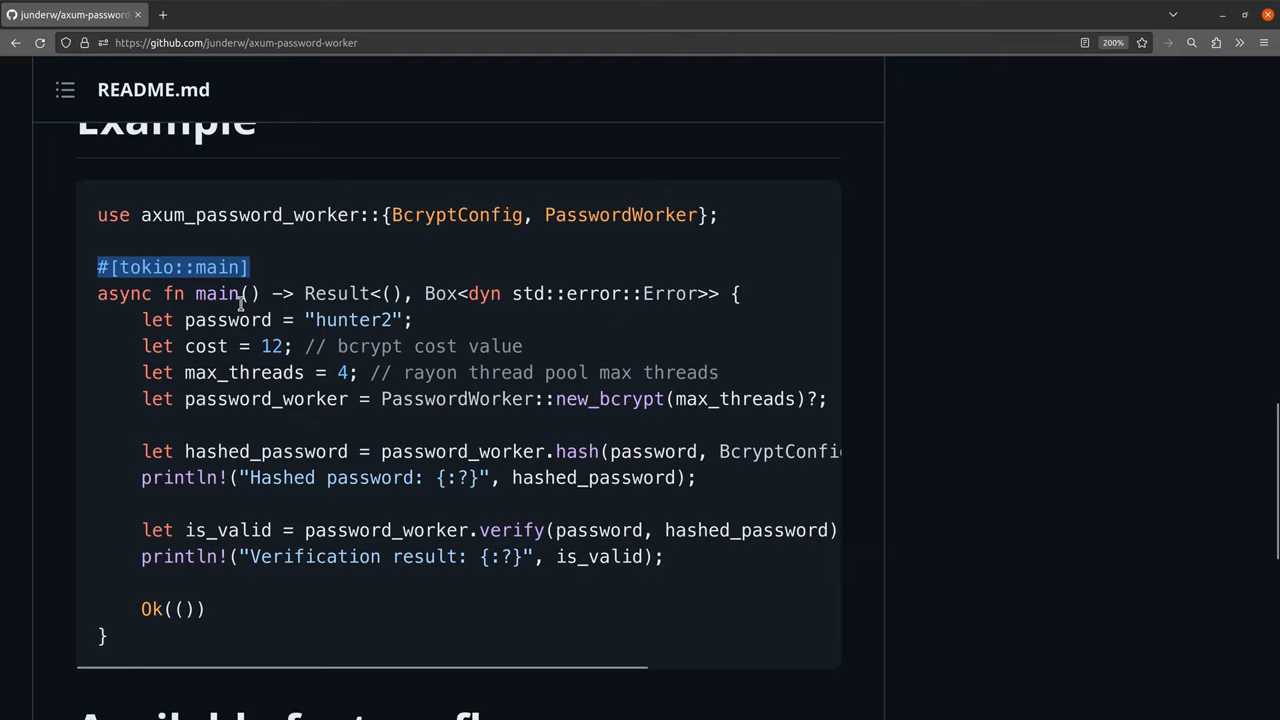 junderw/axum-password
https://github.com/junderw/axum-password-worker
200%
README.md
Example
use axum_password_worker::{BcryptConfig, PasswordWorker};
#[tokio::main]
async fn main() -> Result<(), Box<dyn std::error::Error>> {
let password = "hunter2";
let cost = 12; // bcrypt cost value
let max_threads = 4; // rayon thread pool max threads
let password_worker = PasswordWorker::new_bcrypt(max_threads)?;
let hashed_password = password_worker.hash(password, BcryptConfi
println!("Hashed password: {:?}", hashed_password);
let is_valid = password_worker.verify(password, hashed_password)
println!("Verification result: {:?}", is_valid);
Ok(())
}